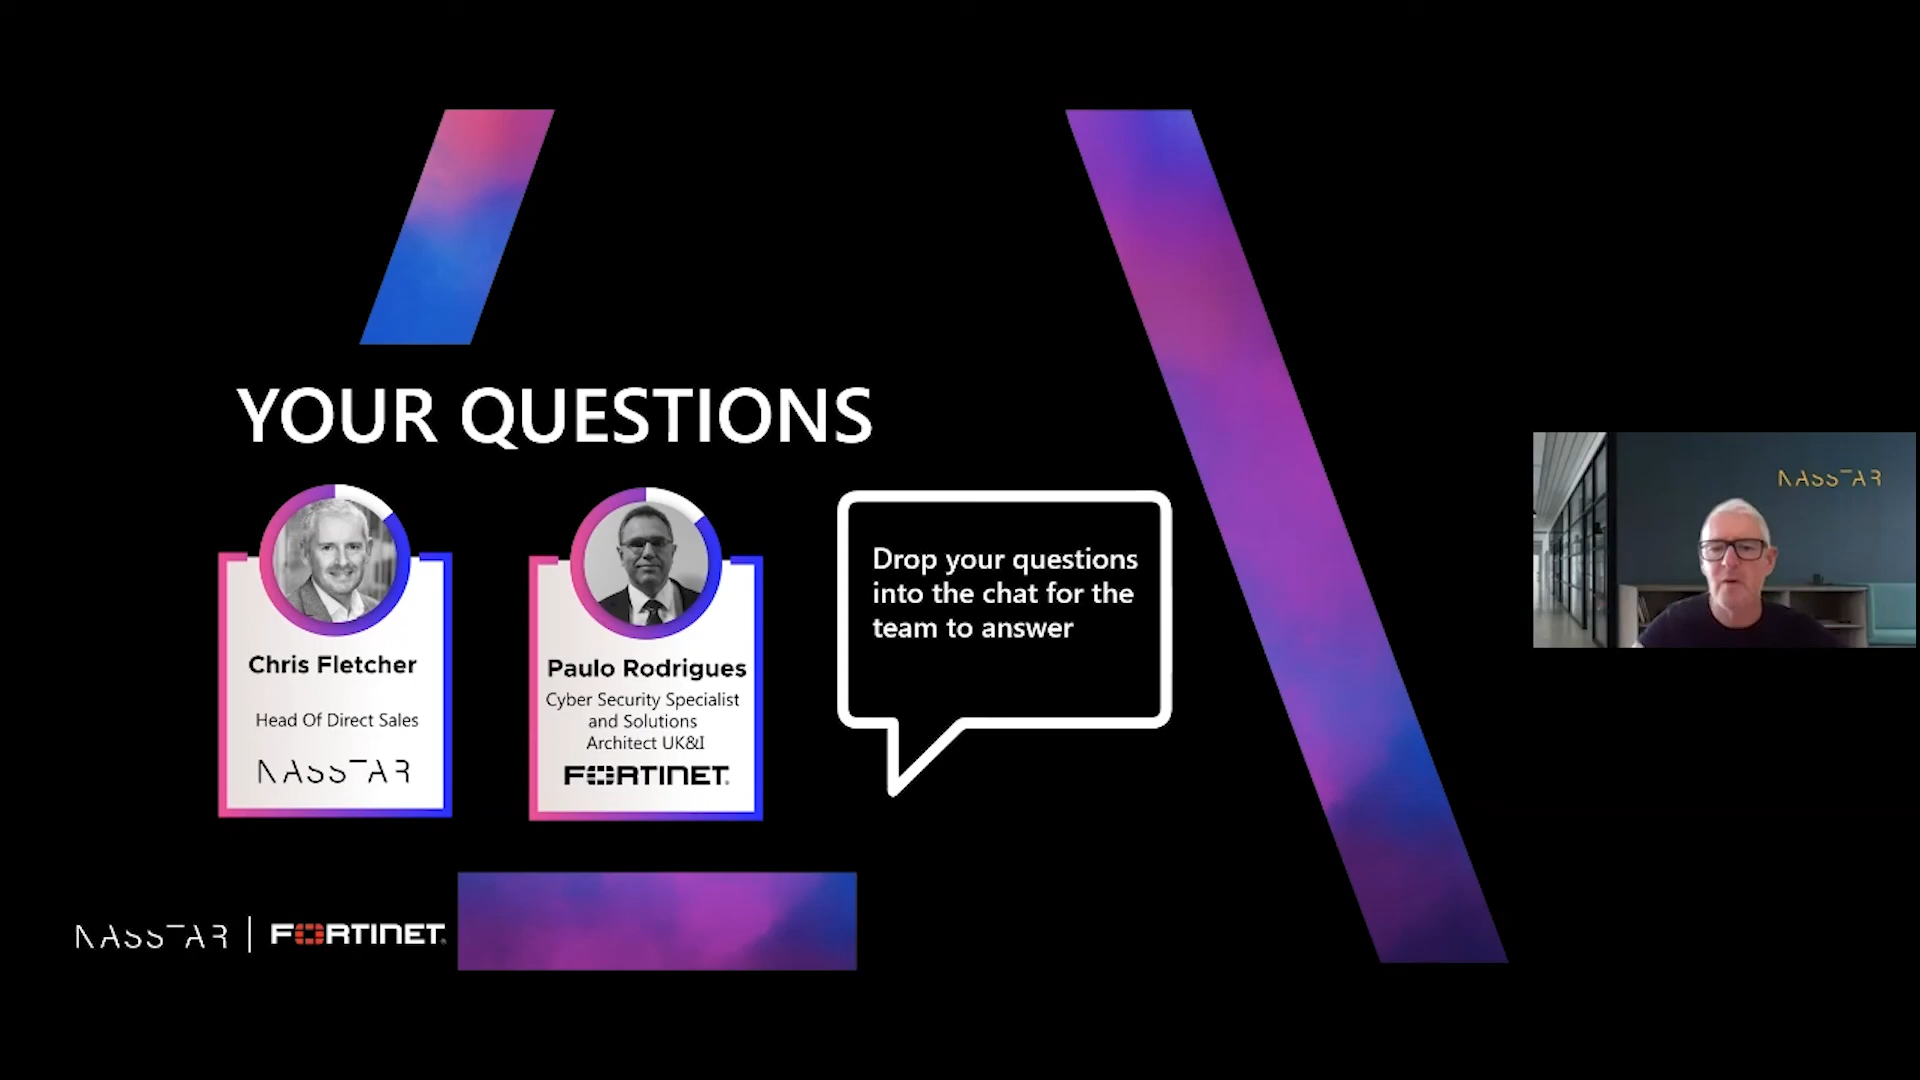 YOUR QUESTIONS
Chris Fletcher
Head Of Direct Sales
NASSTAR
Paulo Rodrigues
Cyber Security Specialist
and Solutions
Architect UK&I
FORTINET
Drop your questions
into the chat for the
team to answer
NASSTAR
NASSTAR | FORTINET